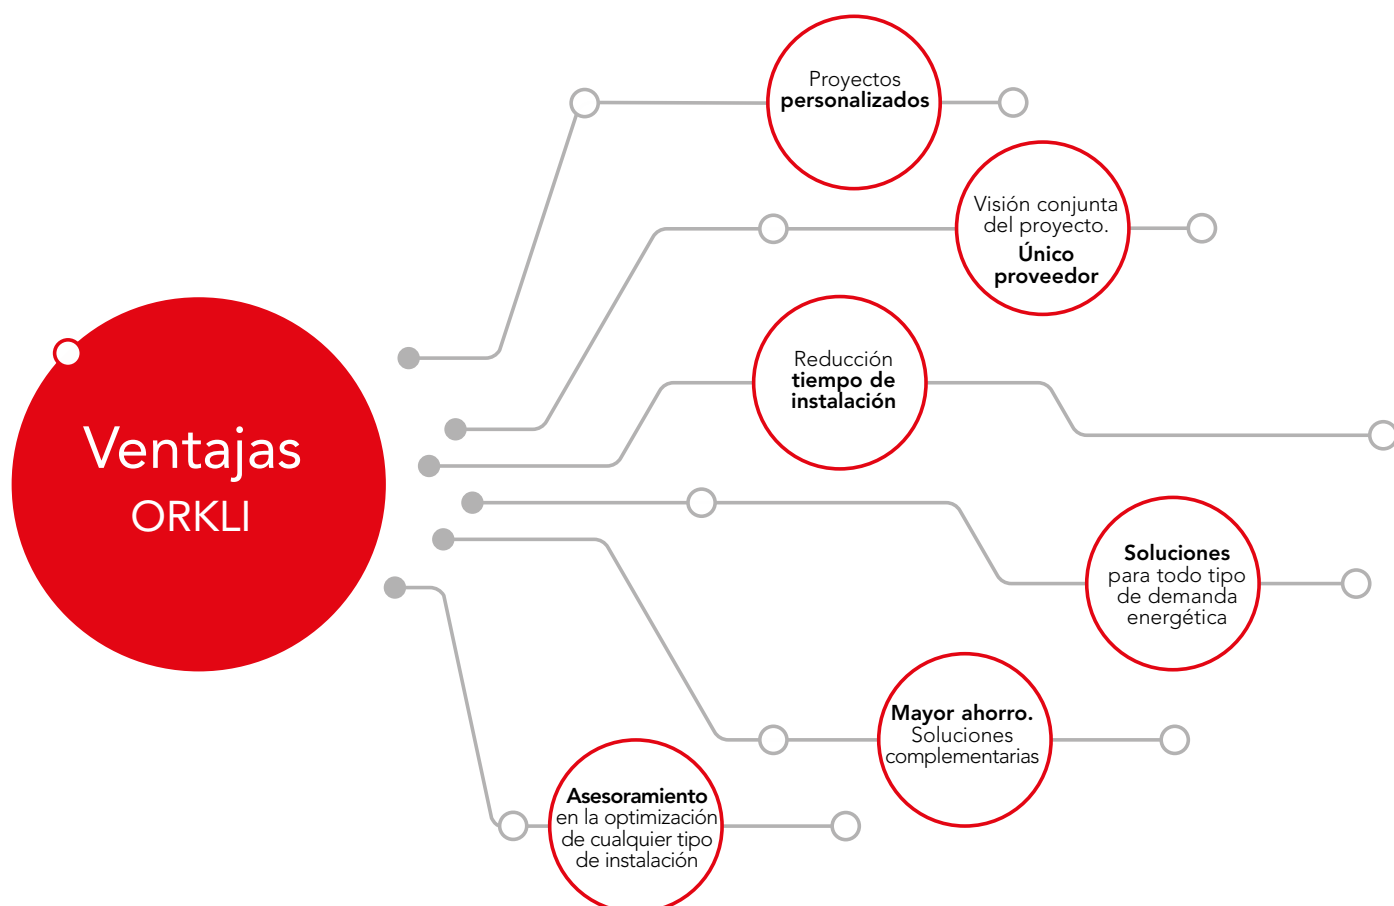 Ventajas
ORKLI
Proyectos
personalizados
Visión conjunta
del proyecto.
Único
proveedor
Reducción
tiempo de
instalación
Soluciones
para todo tipo
de demanda
energética
Mayor ahorro.
Soluciones
complementarias
Asesoramiento
en la optimización
de cualquier tipo
de instalación